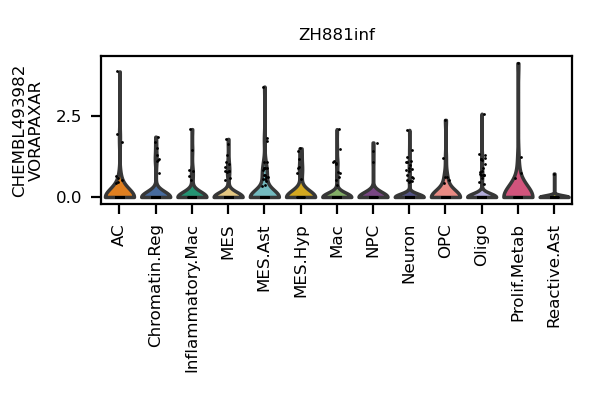 ZH881inf
CHEMBL493982
VORAPAXAR
2.5
0.0
AC
Chromatin.Reg
Inflammatory.Mac
MES
MES.Ast
MES.Hyp
Mac
NPC
Neuron
OPC
Oligo
Prolif.Metab
Reactive.Ast